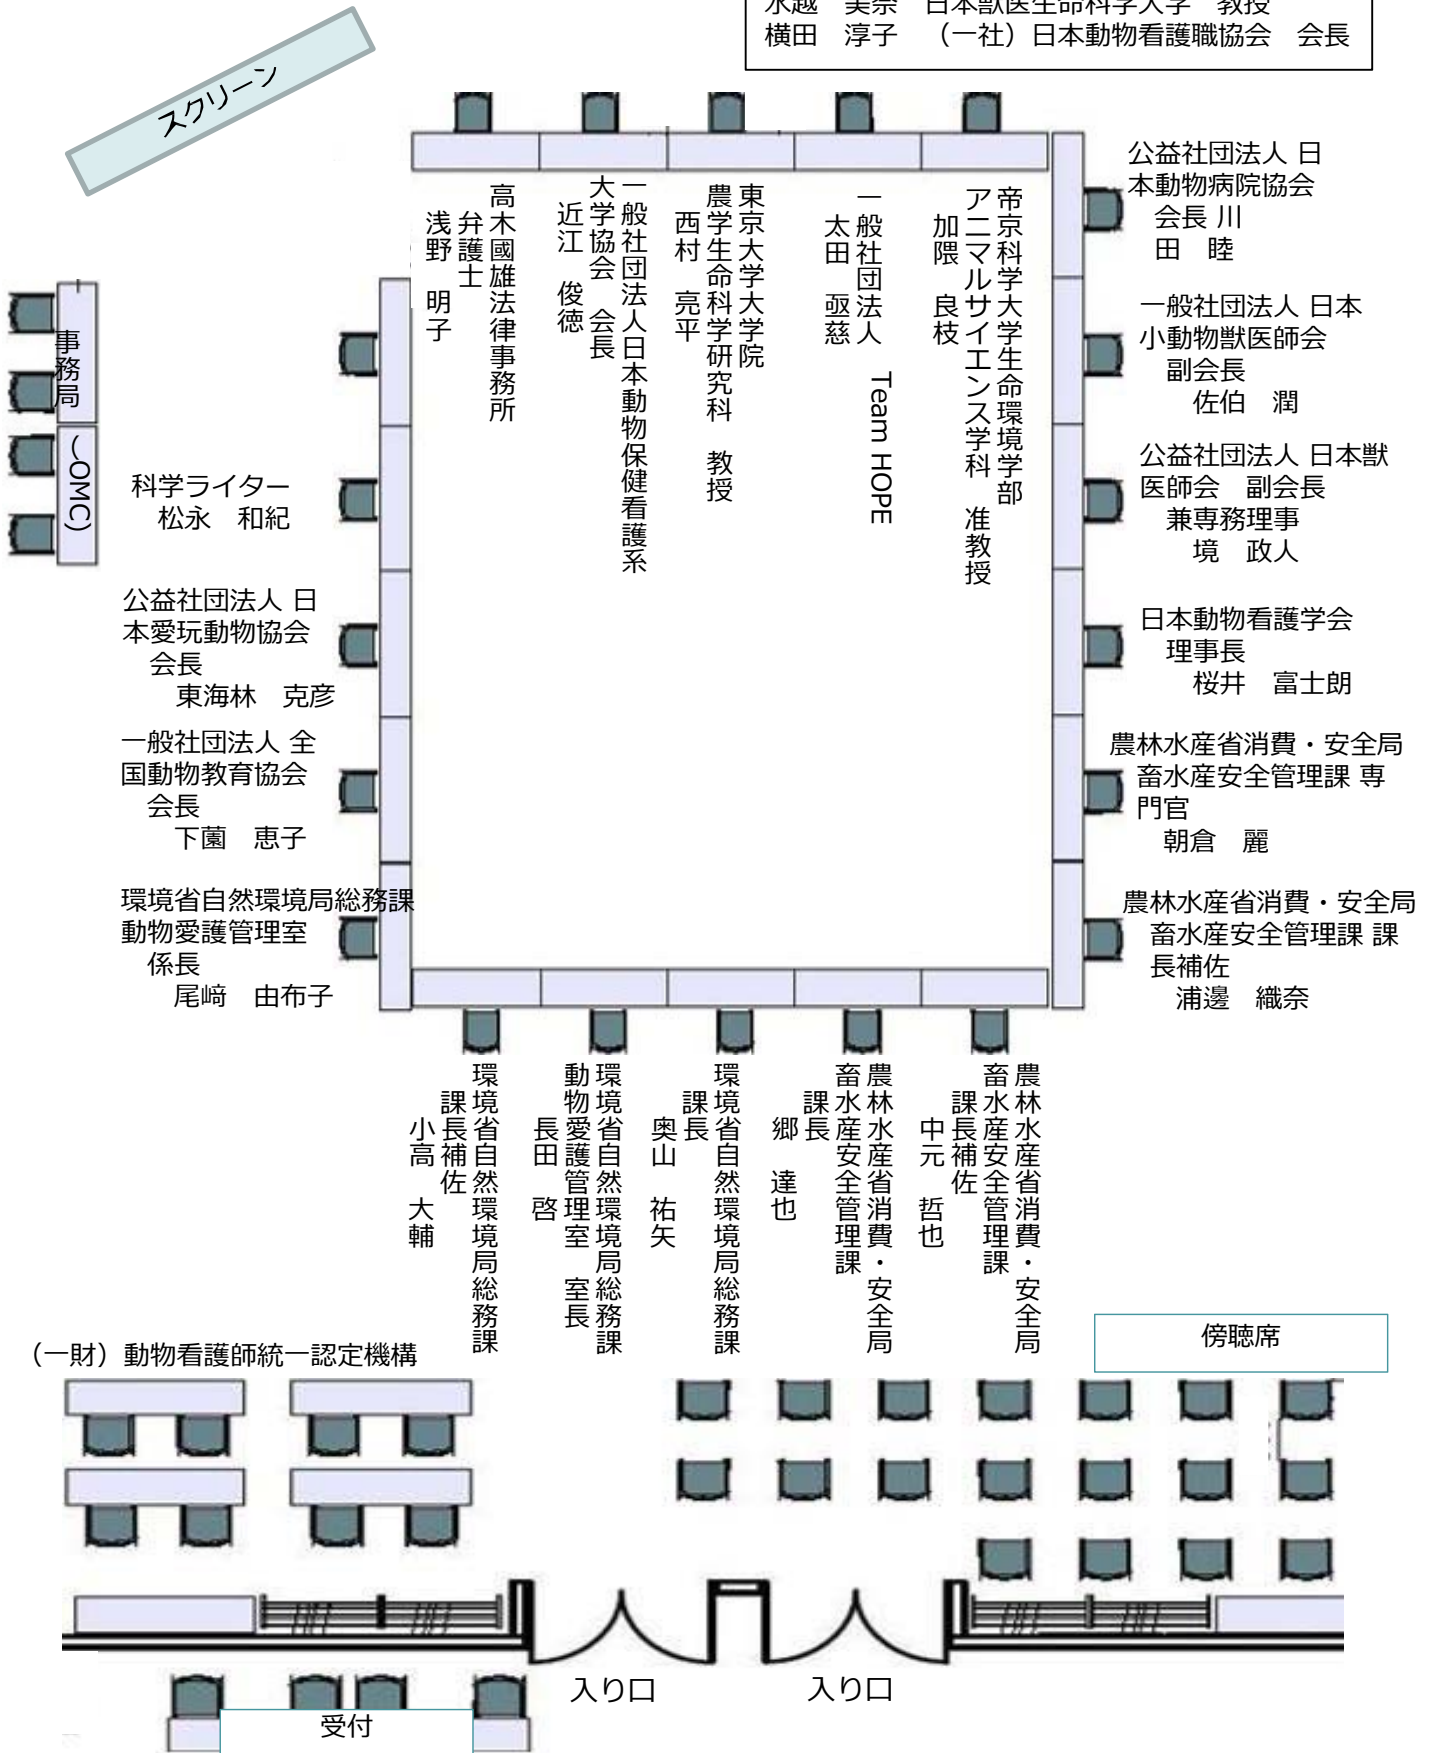 横田　淳子　（一社）日本動物看護職協会　会長
スクリーン
高木國雄法律事務所
弁護士
浅野　明子
一般社団法人日本動物保健看護系
大学協会　会長
近江　俊徳
東京大学大学院
農学生命科学研究科　教授
西村　亮平
一般社団法人　Team HOPE
太田　亟慈
帝京科学大学生命環境学部
アニマルサイエンス学科　准教授
加隈　良枝
公益社団法人 日
本動物病院協会
会長 川
田　睦
一般社団法人 日本
小動物獣医師会
副会長
佐伯　潤
公益社団法人 日本獣
医師会　副会長
兼専務理事
境　政人
日本動物看護学会
理事長
桜井　富士朗
農林水産省消費・安全局
畜水産安全管理課 専
門官
朝倉　麗
農林水産省消費・安全局
畜水産安全管理課 課
長補佐
浦邊　織奈
事務局
(OMC)
科学ライター
松永　和紀
公益社団法人 日
本愛玩動物協会
会長
東海林　克彦
一般社団法人 全
国動物教育協会
会長
下薗　恵子
環境省自然環境局総務課
動物愛護管理室
係長
尾﨑　由布子
環境省自然環境局総務課
課長補佐
小高　大輔
環境省自然環境局総務課
動物愛護管理室　室長
長田　啓
環境省自然環境局総務課
課長
奥山　祐矢
農林水産省消費・安全局
畜水産安全管理課
課長
郷　達也
農林水産省消費・安全局
畜水産安全管理課
課長補佐
中元　哲也
（一財）動物看護師統一認定機構
傍聴席
入り口
入り口
受付